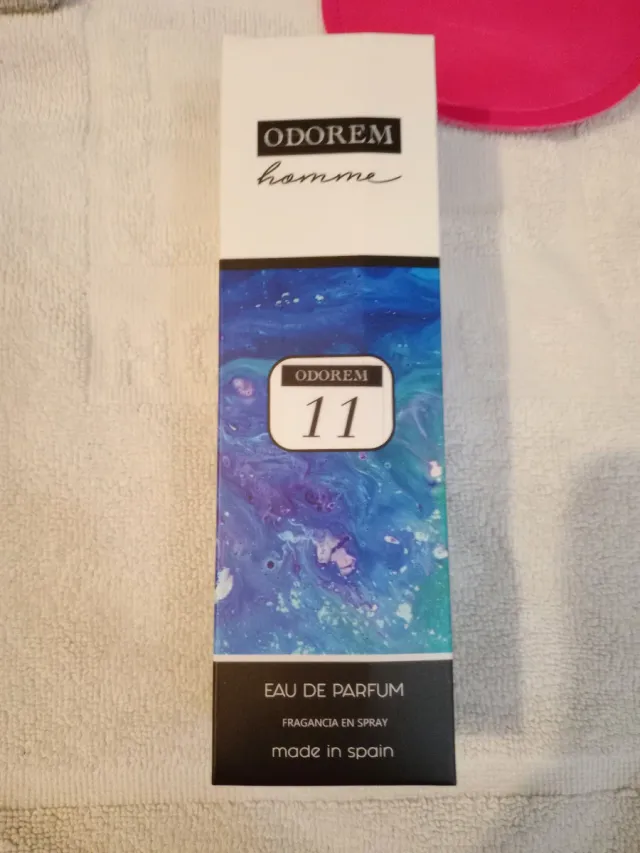 ODOREM
homme
ODOREM
11
EAU DE PARFUM
FRAGANCIA EN SPRAY
made in spain